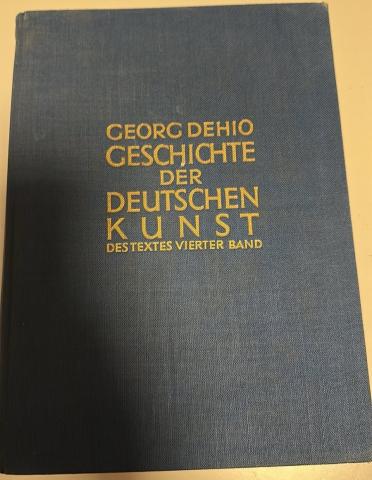 GEORG DEHIO
GESCHICHTE
DER
DEUTSCHEN
KUNST
DES TEXTES VIERTER BAND